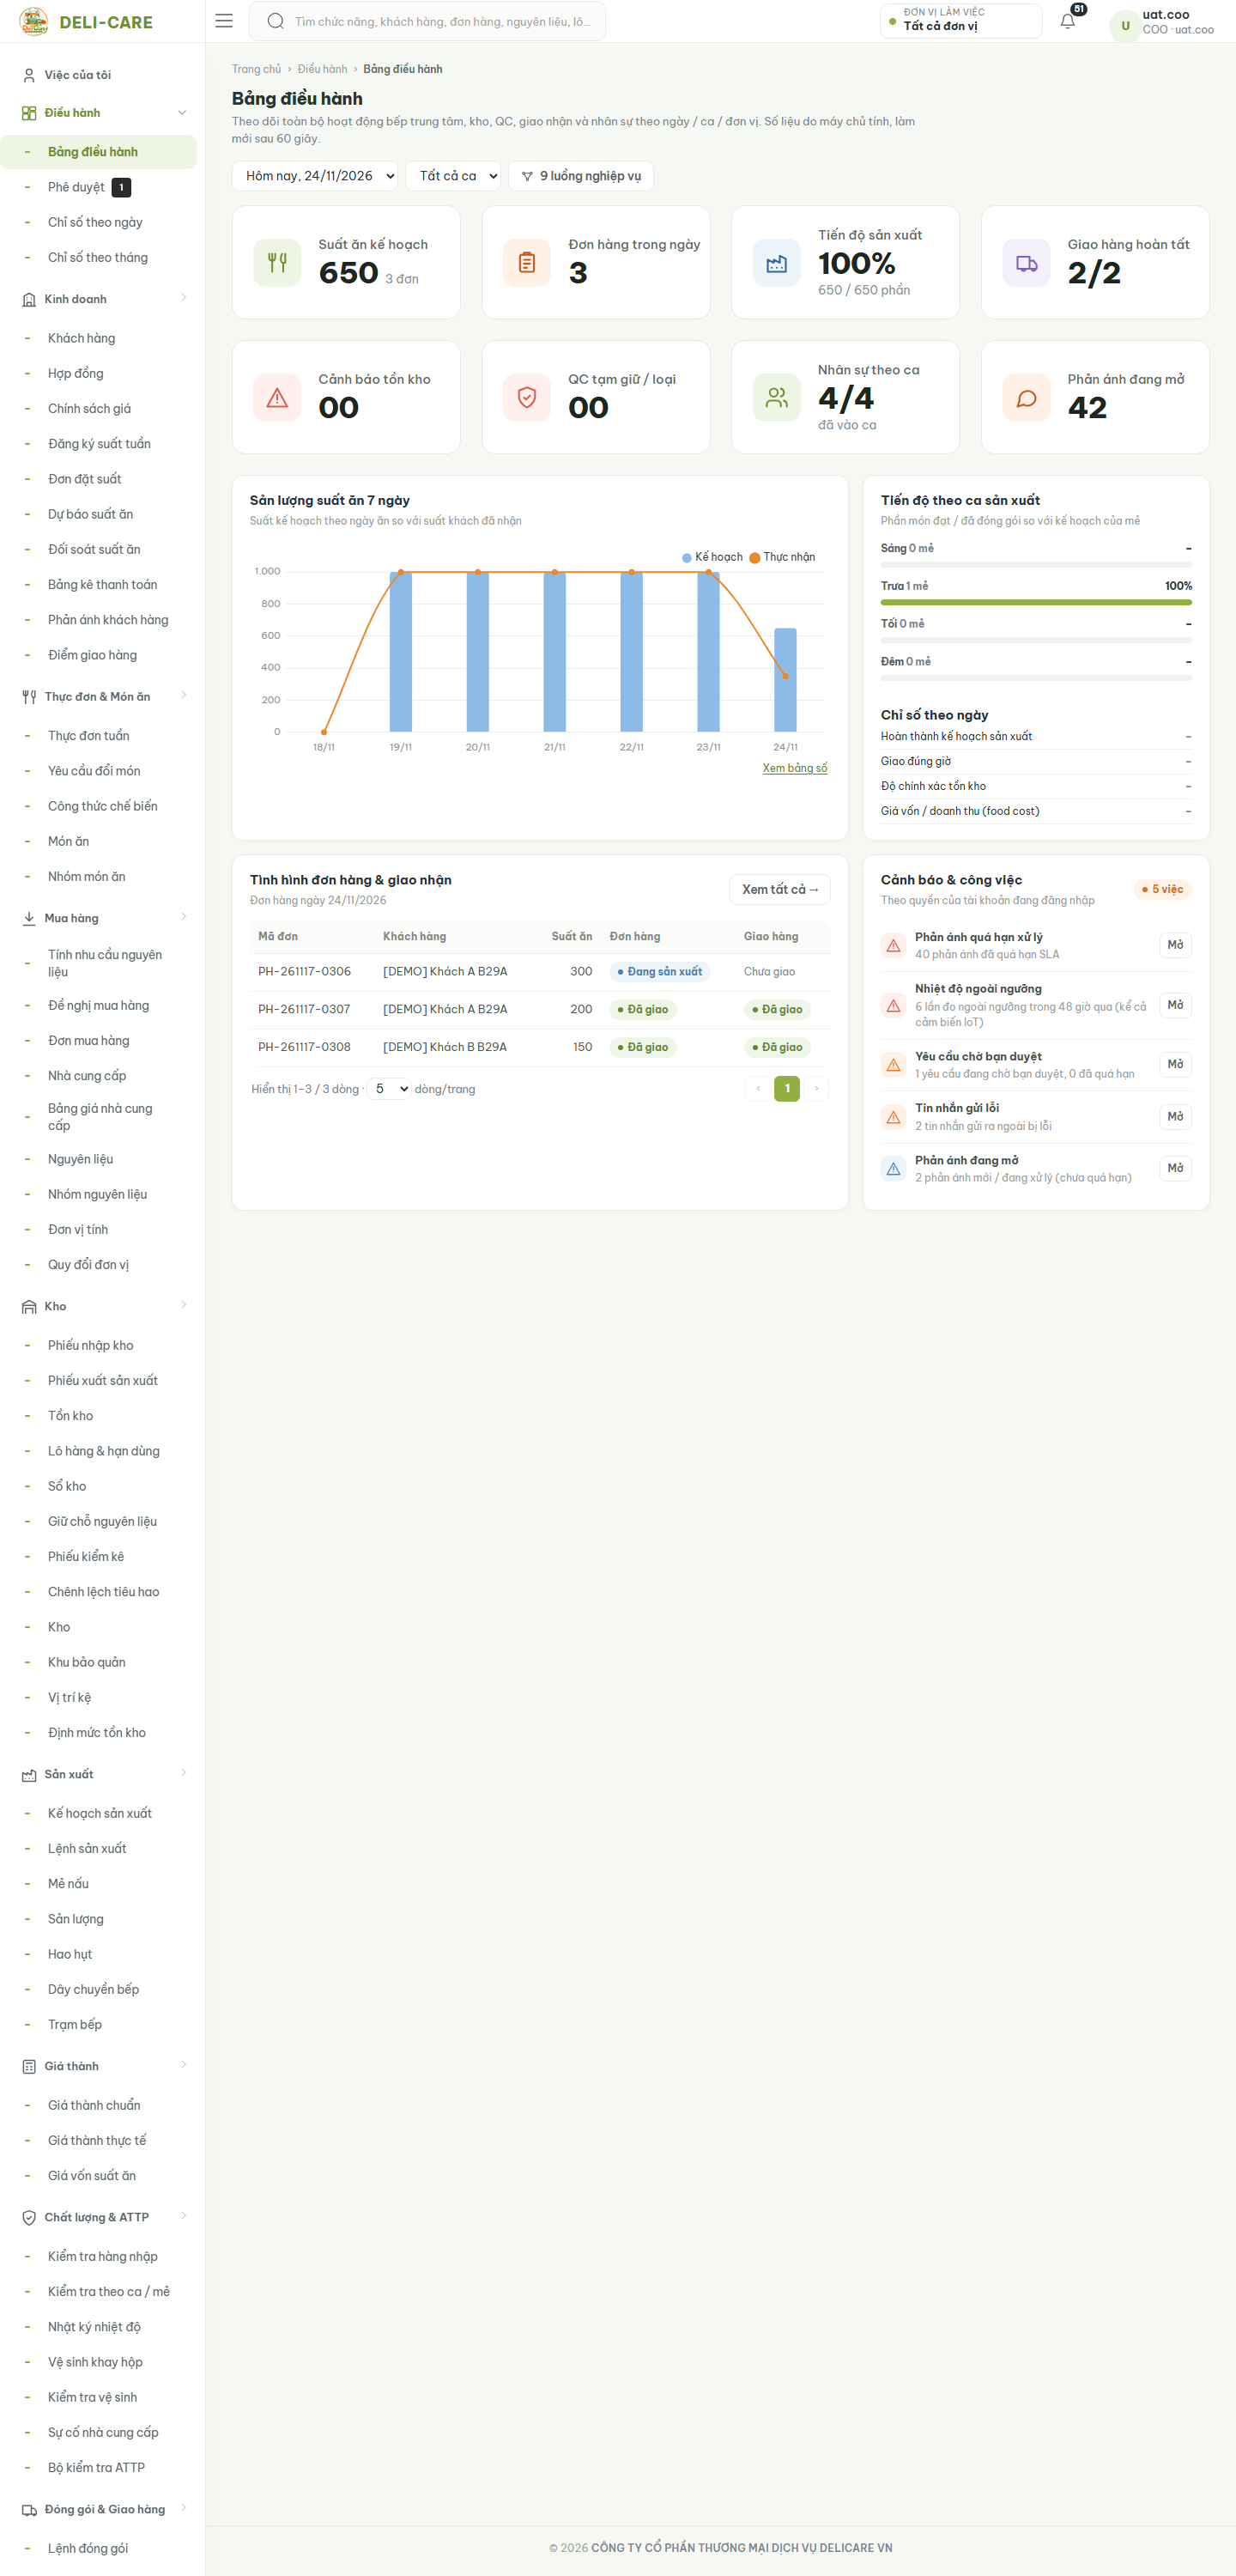 DELI-CARE
Tìm chức năng, khách hàng, đơn hàng, nguyên liệu, lô...
ĐƠN VỊ LÀM VIỆC
Tất cả đơn vị
51
U
uat.coo
COO · uat.coo
Việc của tôi
Điều hành
Bảng điều hành
Phê duyệt 1
Chỉ số theo ngày
Chỉ số theo tháng
Kinh doanh
Khách hàng
Hợp đồng
Chính sách giá
Đăng ký suất tuần
Đơn đặt suất
Dự báo suất ăn
Đối soát suất ăn
Bảng kê thanh toán
Phản ánh khách hàng
Điểm giao hàng
Thực đơn & Món ăn
Thực đơn tuần
Yêu cầu đổi món
Công thức chế biến
Món ăn
Nhóm món ăn
Mua hàng
Tính nhu cầu nguyên
liệu
Đề nghị mua hàng
Đơn mua hàng
Nhà cung cấp
Bảng giá nhà cung
cấp
Nguyên liệu
Nhóm nguyên liệu
Đơn vị tính
Quy đổi đơn vị
Kho
Phiếu nhập kho
Phiếu xuất sản xuất
Tồn kho
Lô hàng & hạn dùng
Sổ kho
Giữ chỗ nguyên liệu
Phiếu kiểm kê
Chênh lệch tiêu hao
Kho
Khu bảo quản
Vị trí kệ
Định mức tồn kho
Sản xuất
Kế hoạch sản xuất
Lệnh sản xuất
Mẻ nấu
Sản lượng
Hao hụt
Dây chuyền bếp
Trạm bếp
Giá thành
Giá thành chuẩn
Giá thành thực tế
Giá vốn suất ăn
Chất lượng & ATTP
Kiểm tra hàng nhập
Kiểm tra theo ca / mẻ
Nhật ký nhiệt độ
Vệ sinh khay hộp
Kiểm tra vệ sinh
Sự cố nhà cung cấp
Bộ kiểm tra ATTP
Đóng gói & Giao hàng
Lệnh đóng gói
Trang chủ › Điều hành › Bảng điều hành
Bảng điều hành
Theo dõi toàn bộ hoạt động bếp trung tâm, kho, QC, giao nhận và nhân sự theo ngày / ca / đơn vị. Số liệu do máy chủ tính, làm
mới sau 60 giây.
Hôm nay, 24/11/2026
Tất cả ca
9 luồng nghiệp vụ
Suất ăn kế hoạch
650 3 đơn
Đơn hàng trong ngày
3
Tiến độ sản xuất
100%
650 / 650 phần
Giao hàng hoàn tất
2/2
Cảnh báo tồn kho
00
QC tạm giữ / loại
00
Nhân sự theo ca
4/4
đã vào ca
Phản ánh đang mở
42
Sản lượng suất ăn 7 ngày
Suất kế hoạch theo ngày ăn so với suất khách đã nhận
Kế hoạch Thực nhận
1.000
800
600
400
200
0
18/11 19/11 20/11 21/11 22/11 23/11 24/11
Xem bảng số
Tiến độ theo ca sản xuất
Phần món đạt / đã đóng gói so với kế hoạch của mẻ
Sáng 0 mẻ –
Trưa 1 mẻ 100%
Tối 0 mẻ –
Đêm 0 mẻ –
Chỉ số theo ngày
Hoàn thành kế hoạch sản xuất –
Giao đúng giờ –
Độ chính xác tồn kho –
Giá vốn / doanh thu (food cost) –
Tình hình đơn hàng & giao nhận
Đơn hàng ngày 24/11/2026
Xem tất cả →
Mã đơn Khách hàng Suất ăn Đơn hàng Giao hàng
PH-261117-0306 [DEMO] Khách A B29A 300 Đang sản xuất Chưa giao
PH-261117-0307 [DEMO] Khách A B29A 200 Đã giao Đã giao
PH-261117-0308 [DEMO] Khách B B29A 150 Đã giao Đã giao
Hiển thị 1–3 / 3 dòng · 5 dòng/trang
‹ 1 ›
Cảnh báo & công việc
Theo quyền của tài khoản đang đăng nhập
5 việc
Phản ánh quá hạn xử lý
40 phản ánh đã quá hạn SLA
Mở
Nhiệt độ ngoài ngưỡng
6 lần đo ngoài ngưỡng trong 48 giờ qua (kể cả
cảm biến IoT)
Mở
Yêu cầu chờ bạn duyệt
1 yêu cầu đang chờ bạn duyệt, 0 đã quá hạn
Mở
Tin nhắn gửi lỗi
2 tin nhắn gửi ra ngoài bị lỗi
Mở
Phản ánh đang mở
2 phản ánh mới / đang xử lý (chưa quá hạn)
Mở
© 2026 CÔNG TY CỔ PHẦN THƯƠNG MẠI DỊCH VỤ DELICARE VN